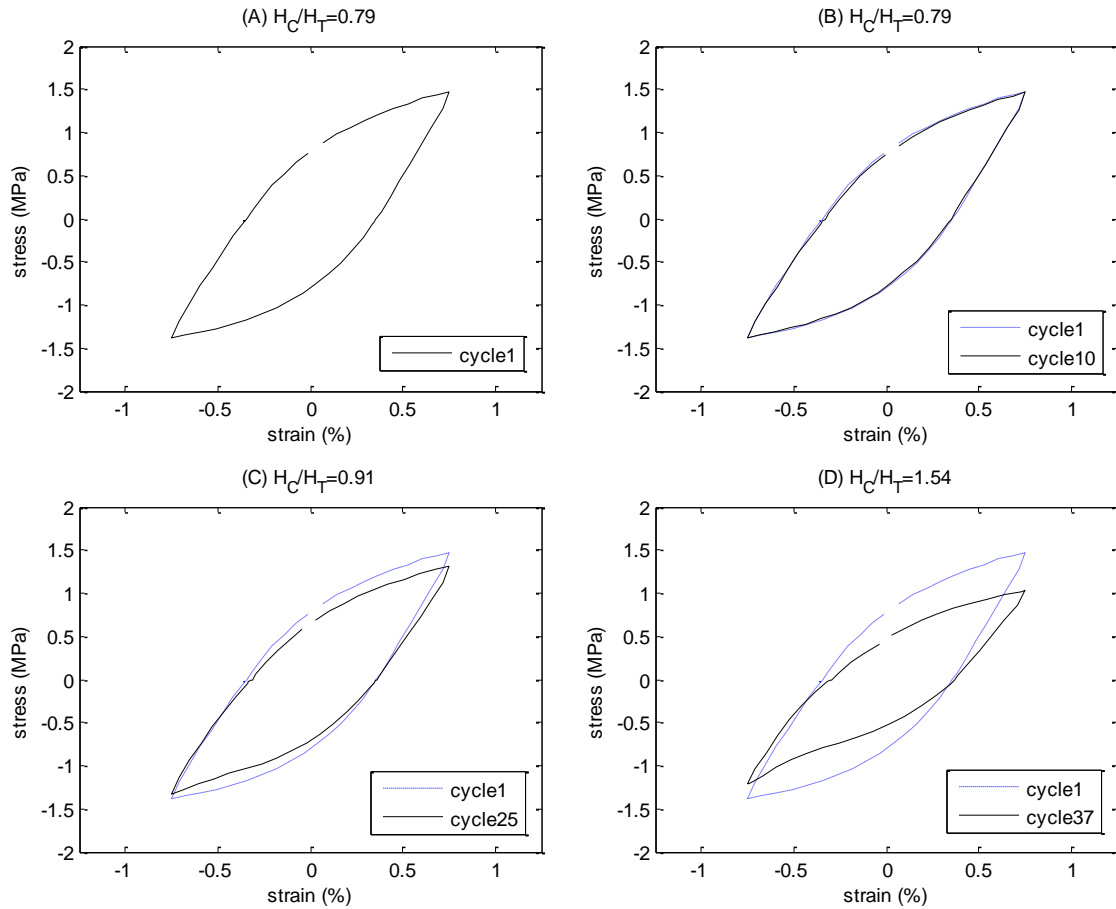 (A) H_C/H_T=0.79
2
1.5
1
0.5
0
-0.5
-1
-1.5
-2
stress (MPa)
-1 -0.5 0 0.5 1
strain (%)
cycle1
(B) H_C/H_T=0.79
2
1.5
1
0.5
0
-0.5
-1
-1.5
-2
stress (MPa)
-1 -0.5 0 0.5 1
strain (%)
cycle1
cycle10
(C) H_C/H_T=0.91
2
1.5
1
0.5
0
-0.5
-1
-1.5
-2
stress (MPa)
-1 -0.5 0 0.5 1
strain (%)
cycle1
cycle25
(D) H_C/H_T=1.54
2
1.5
1
0.5
0
-0.5
-1
-1.5
-2
stress (MPa)
-1 -0.5 0 0.5 1
strain (%)
cycle1
cycle37